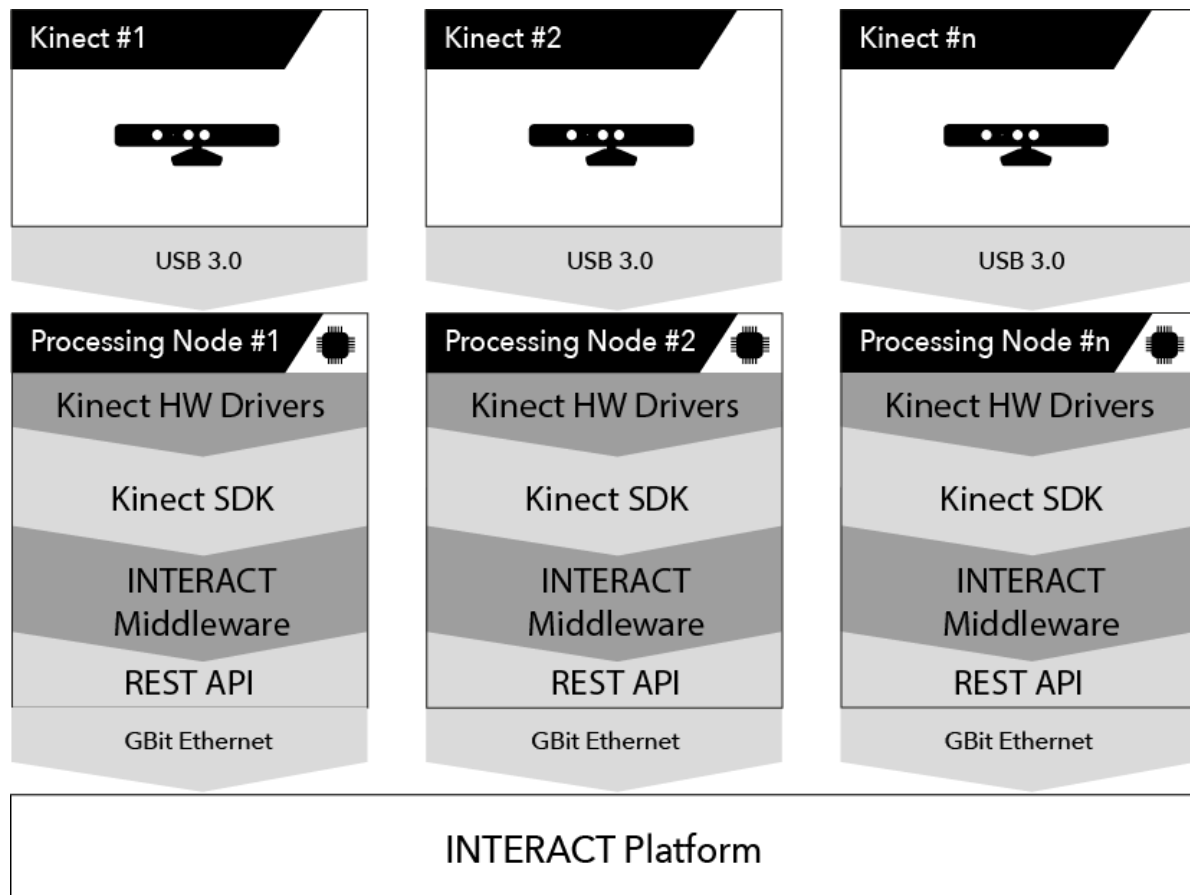 Kinect #1
Kinect #2
Kinect #n
USB 3.0
USB 3.0
USB 3.0
Processing Node #1
Processing Node #2
Processing Node #n
Kinect HW Drivers
Kinect HW Drivers
Kinect HW Drivers
Kinect SDK
Kinect SDK
Kinect SDK
INTERACT
Middleware
INTERACT
Middleware
INTERACT
Middleware
REST API
REST API
REST API
GBit Ethernet
GBit Ethernet
GBit Ethernet
INTERACT Platform